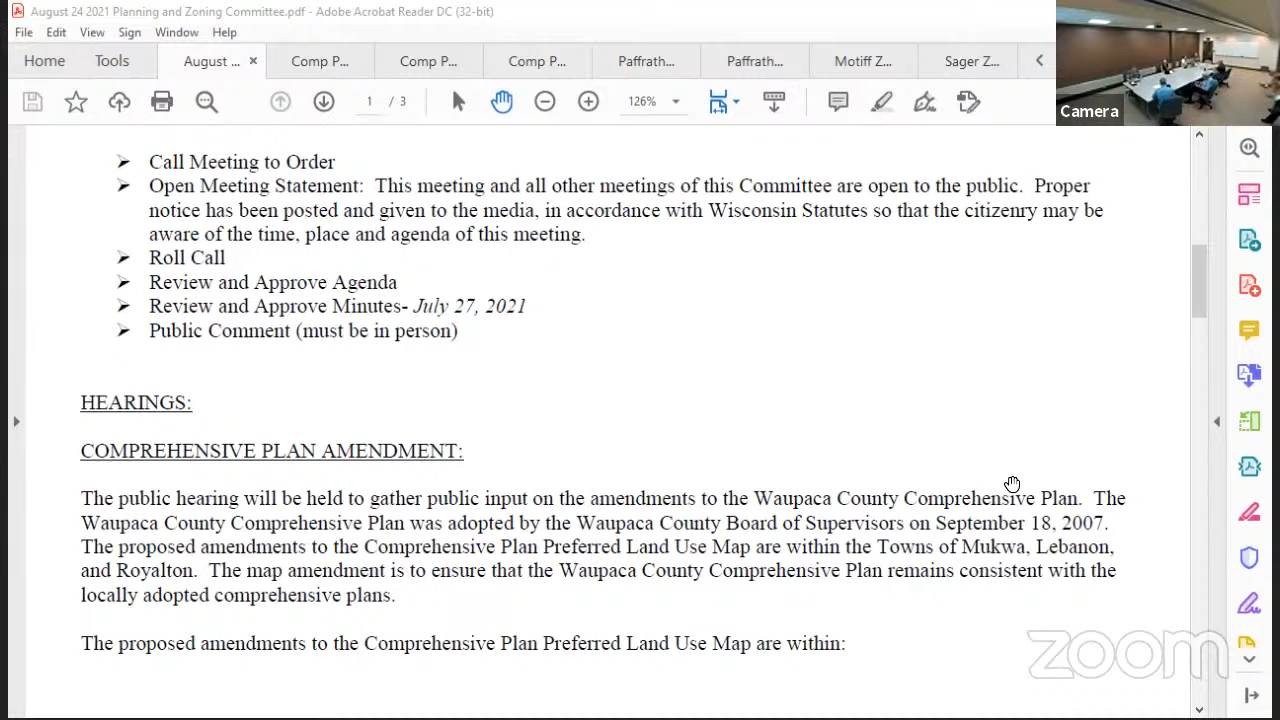 August 24 2021 Planning and Zoning Committee.pdf - Adobe Acrobat Reader DC (32-bit)
File Edit View Sign Window Help
Home Tools August ... × Comp P... Comp P... Comp P... Paffrath... Paffrath... Motiff Z... Sager Z...
1 / 3 126%
Camera
➢ Call Meeting to Order
➢ Open Meeting Statement: This meeting and all other meetings of this Committee are open to the public. Proper
notice has been posted and given to the media, in accordance with Wisconsin Statutes so that the citizenry may be
aware of the time, place and agenda of this meeting.
➢ Roll Call
➢ Review and Approve Agenda
➢ Review and Approve Minutes- July 27, 2021
➢ Public Comment (must be in person)
HEARINGS:
COMPREHENSIVE PLAN AMENDMENT:
The public hearing will be held to gather public input on the amendments to the Waupaca County Comprehensive Plan. The
Waupaca County Comprehensive Plan was adopted by the Waupaca County Board of Supervisors on September 18, 2007.
The proposed amendments to the Comprehensive Plan Preferred Land Use Map are within the Towns of Mukwa, Lebanon,
and Royalton. The map amendment is to ensure that the Waupaca County Comprehensive Plan remains consistent with the
locally adopted comprehensive plans.
The proposed amendments to the Comprehensive Plan Preferred Land Use Map are within:
zoom